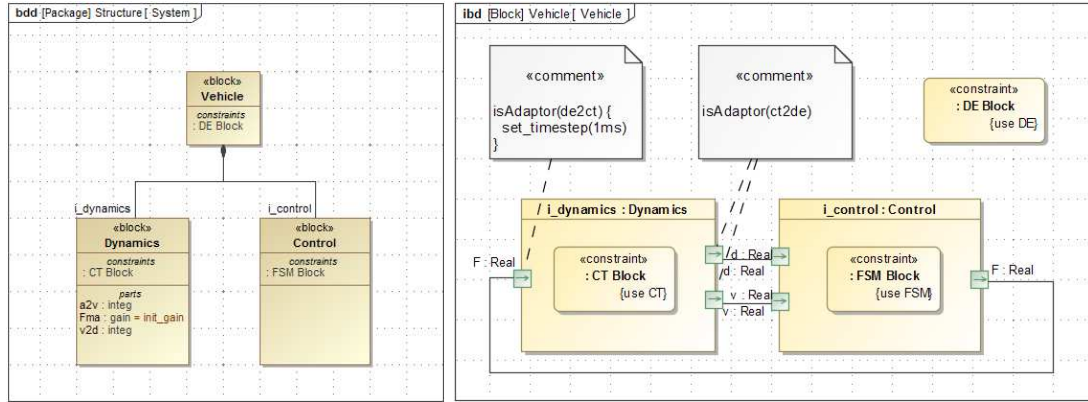 bdd [Package] Structure [ System ]
«block»
Vehicle
constraints
: DE Block
i_dynamics
i_control
«block»
Dynamics
constraints
: CT Block
parts
a2v : integ
Fma : gain = init_gain
v2d : integ
«block»
Control
constraints
: FSM Block
ibd [Block] Vehicle [ Vehicle ]
«comment»
isAdaptor(de2ct) {
set_timestep(1ms)
}
«comment»
isAdaptor(ct2de)
«constraint»
: DE Block
{use DE}
i_dynamics : Dynamics
F : Real
«constraint»
: CT Block
{use CT}
d : Real
d : Real
v : Real
v : Real
i_control : Control
«constraint»
: FSM Block
{use FSM}
F : Real